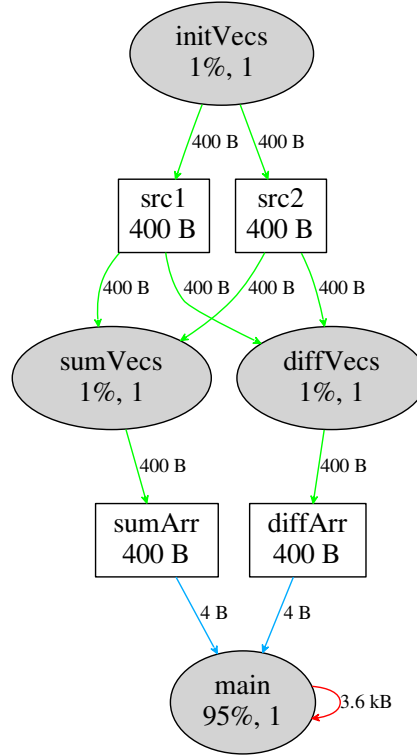 initVecs
1%, 1
400 B
400 B
src1
400 B
src2
400 B
400 B
400 B
400 B
400 B
sumVecs
1%, 1
diffVecs
1%, 1
400 B
400 B
sumArr
400 B
diffArr
400 B
4 B
4 B
main
95%, 1
3.6 kB